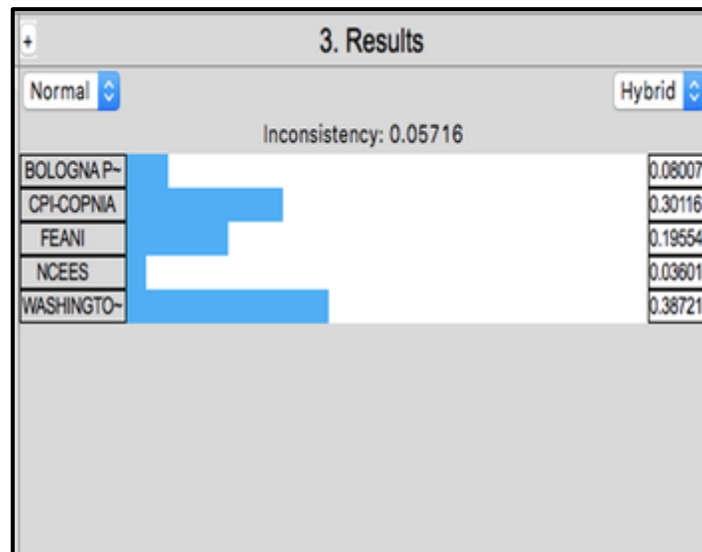 + 3. Results
Normal Hybrid
Inconsistency: 0.05716
BOLOGNA P~ 0.08007
CPI-COPNIA 0.30116
FEANI 0.19554
NCEES 0.03601
WASHINGTO~ 0.38721